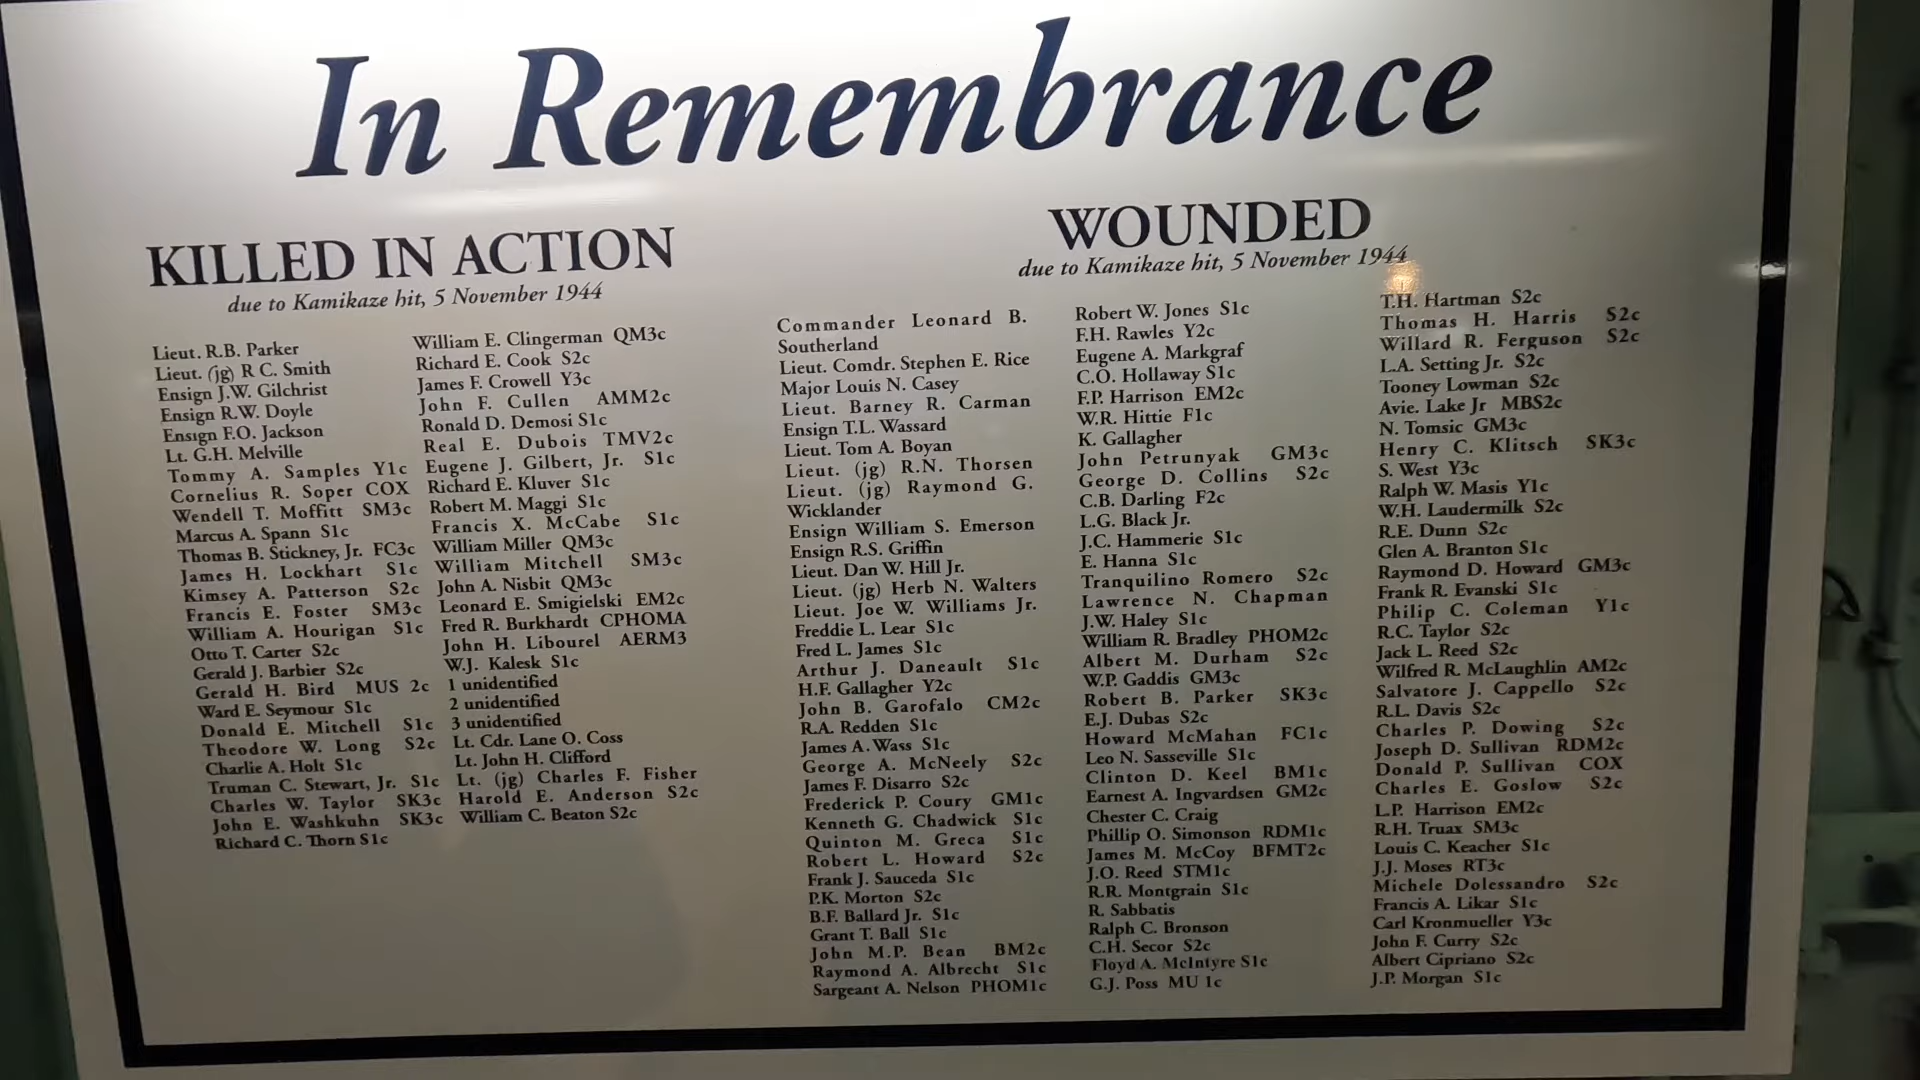 In Remembrance
KILLED IN ACTION
due to Kamikaze hit, 5 November 1944
Lieut. R.B. Parker
Lieut. (jg) R C. Smith
Ensign J.W. Gilchrist
Ensign R.W. Doyle
Ensign F.O. Jackson
Lt. G.H. Melville
Tommy A. Samples Y1c
Cornelius R. Soper COX
Wendell T. Moffitt SM3c
Marcus A. Spann S1c
Thomas B. Stickney, Jr. FC3c
James H. Lockhart S1c
Kimsey A. Patterson S2c
Francis E. Foster SM3c
William A. Hourigan S1c
Otto T. Carter S2c
Gerald J. Barbier S2c
Gerald H. Bird MUS 2c
Ward E. Seymour S1c
Donald E. Mitchell S1c
Theodore W. Long S2c
Charlie A. Holt S1c
Truman C. Stewart, Jr. S1c
Charles W. Taylor SK3c
John E. Washkuhn SK3c
Richard C. Thorn S1c
William E. Clingerman QM3c
Richard E. Cook S2c
James F. Crowell Y3c
John F. Cullen AMM2c
Ronald D. Demosi S1c
Real E. Dubois TMV2c
Eugene J. Gilbert, Jr. S1c
Richard E. Kluver S1c
Robert M. Maggi S1c
Francis X. McCabe S1c
William Miller QM3c
William Mitchell SM3c
John A. Nisbit QM3c
Leonard E. Smigielski EM2c
Fred R. Burkhardt CPHOMA
John H. Libourel AERM3
W.J. Kalesk S1c
1 unidentified
2 unidentified
3 unidentified
Lt. Cdr. Lane O. Coss
Lt. John H. Clifford
Lt. (jg) Charles F. Fisher
Harold E. Anderson S2c
William C. Beaton S2c
WOUNDED
due to Kamikaze hit, 5 November 1944
Commander Leonard B.
Southerland
Lieut. Comdr. Stephen E. Rice
Major Louis N. Casey
Lieut. Barney R. Carman
Ensign T.L. Wassard
Lieut. Tom A. Boyan
Lieut. (jg) R.N. Thorsen
Lieut. (jg) Raymond G.
Wicklander
Ensign William S. Emerson
Ensign R.S. Griffin
Lieut. Dan W. Hill Jr.
Lieut. (jg) Herb N. Walters
Lieut. Joe W. Williams Jr.
Freddie L. Lear S1c
Fred L. James S1c
Arthur J. Daneault S1c
H.F. Gallagher Y2c
John B. Garofalo CM2c
R.A. Redden S1c
James A. Wass S1c
George A. McNeely S2c
James F. Disarro S2c
Frederick P. Coury GM1c
Kenneth G. Chadwick S1c
Quinton M. Greca S1c
Robert L. Howard S2c
Frank J. Sauceda S1c
P.K. Morton S2c
B.F. Ballard Jr. S1c
Grant T. Ball S1c
John M.P. Bean BM2c
Raymond A. Albrecht S1c
Sargeant A. Nelson PHOM1c
Robert W. Jones S1c
F.H. Rawles Y2c
Eugene A. Markgraf
C.O. Hollaway S1c
F.P. Harrison EM2c
W.R. Hittie F1c
K. Gallagher
John Petrunyak GM3c
George D. Collins S2c
C.B. Darling F2c
L.G. Black Jr.
J.C. Hammerie S1c
E. Hanna S1c
Tranquilino Romero S2c
Lawrence N. Chapman
J.W. Haley S1c
William R. Bradley PHOM2c
Albert M. Durham S2c
W.P. Gaddis GM3c
Robert B. Parker SK3c
E.J. Dubas S2c
Howard McMahan FC1c
Leo N. Sasseville S1c
Clinton D. Keel BM1c
Earnest A. Ingvardsen GM2c
Chester C. Craig
Phillip O. Simonson RDM1c
James M. McCoy BFMT2c
J.O. Reed STM1c
R.R. Montgrain S1c
R. Sabbatis
Ralph C. Bronson
C.H. Secor S2c
Floyd A. McIntyre S1c
G.J. Poss MU 1c
T.H. Hartman S2c
Thomas H. Harris S2c
Willard R. Ferguson S2c
L.A. Setting Jr. S2c
Tooney Lowman S2c
Avie. Lake Jr MBS2c
N. Tomsic GM3c
Henry C. Klitsch SK3c
S. West Y3c
Ralph W. Masis Y1c
W.H. Laudermilk S2c
R.E. Dunn S2c
Glen A. Branton S1c
Raymond D. Howard GM3c
Frank R. Evanski S1c
Philip C. Coleman Y1c
R.C. Taylor S2c
Jack L. Reed S2c
Wilfred R. McLaughlin AM2c
Salvatore J. Cappello S2c
R.L. Davis S2c
Charles P. Dowing S2c
Joseph D. Sullivan RDM2c
Donald P. Sullivan COX
Charles E. Goslow S2c
L.P. Harrison EM2c
R.H. Truax SM3c
Louis C. Keacher S1c
J.J. Moses RT3c
Michele Dolessandro S2c
Francis A. Likar S1c
Carl Kronmueller Y3c
John F. Curry S2c
Albert Cipriano S2c
J.P. Morgan S1c